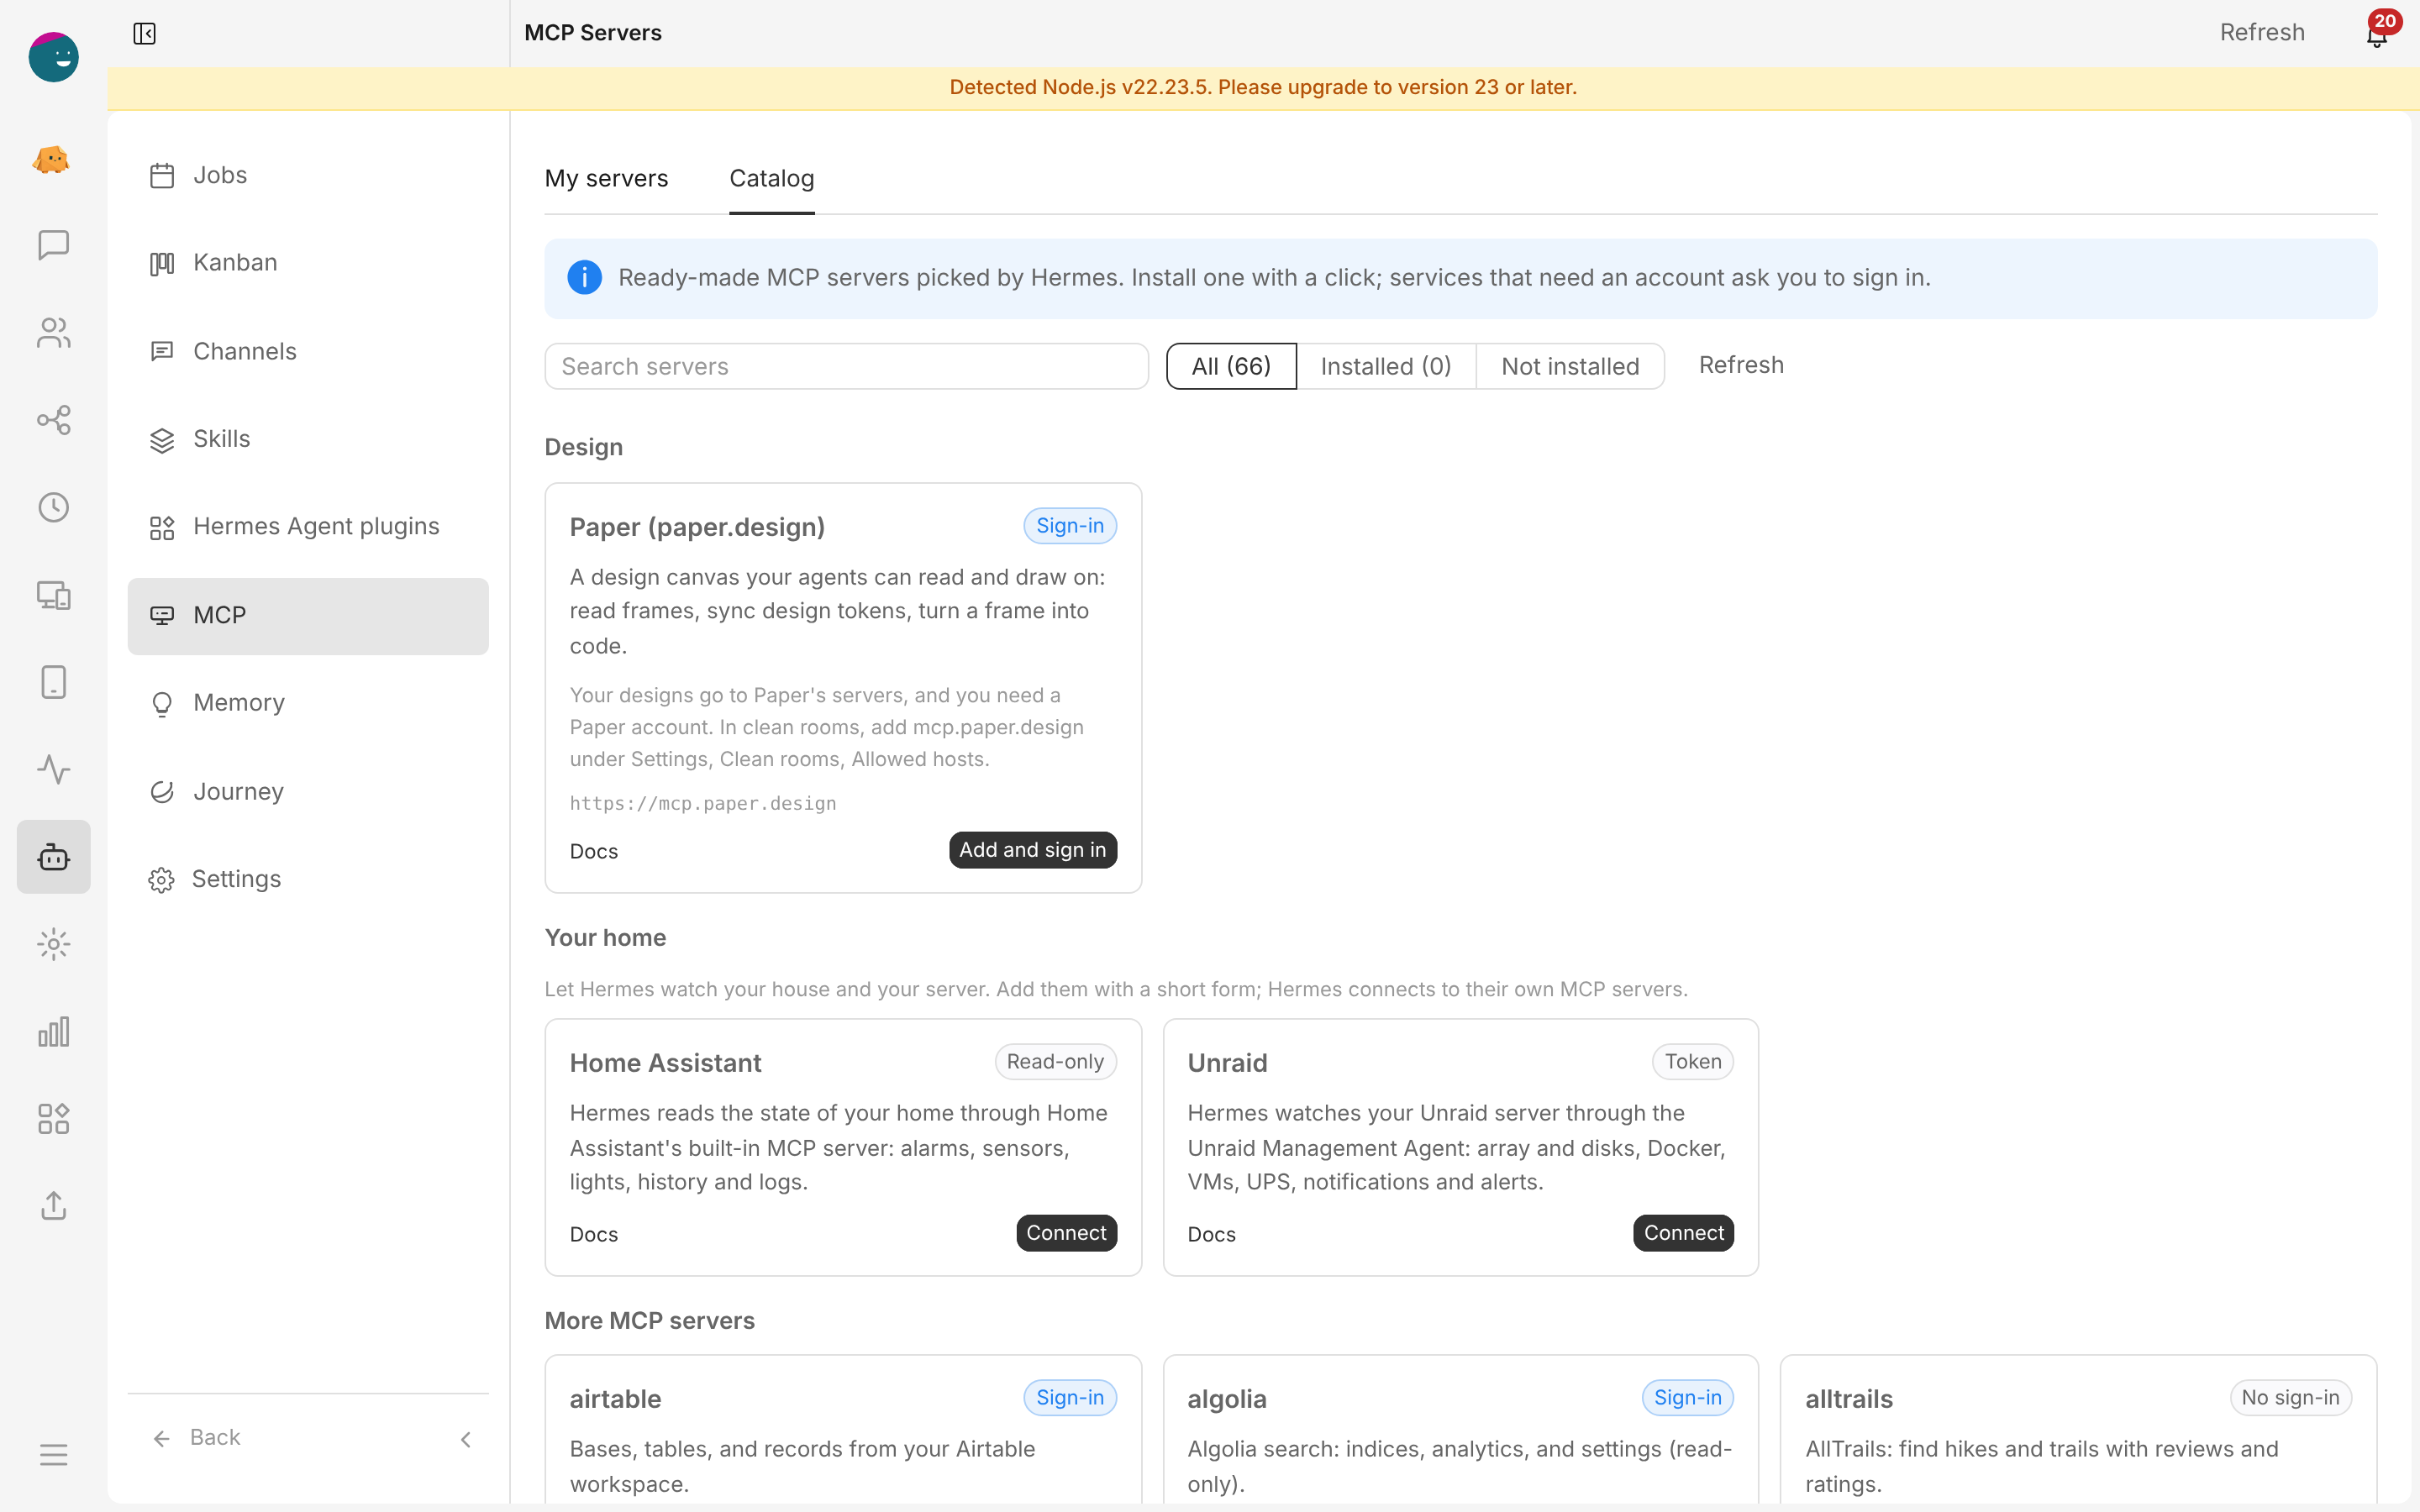 MCP Servers
Refresh
20
Detected Node.js v22.23.5. Please upgrade to version 23 or later.
Jobs
Kanban
Channels
Skills
Hermes Agent plugins
MCP
Memory
Journey
Settings
Back
My servers
Catalog
Ready-made MCP servers picked by Hermes. Install one with a click; services that need an account ask you to sign in.
Search servers
All (66)
Installed (0)
Not installed
Refresh
Design
Paper (paper.design)
Sign-in
A design canvas your agents can read and draw on:
read frames, sync design tokens, turn a frame into
code.
Your designs go to Paper's servers, and you need a
Paper account. In clean rooms, add mcp.paper.design
under Settings, Clean rooms, Allowed hosts.
https://mcp.paper.design
Docs
Add and sign in
Your home
Let Hermes watch your house and your server. Add them with a short form; Hermes connects to their own MCP servers.
Home Assistant
Read-only
Hermes reads the state of your home through Home
Assistant's built-in MCP server: alarms, sensors,
lights, history and logs.
Docs
Connect
Unraid
Token
Hermes watches your Unraid server through the
Unraid Management Agent: array and disks, Docker,
VMs, UPS, notifications and alerts.
Docs
Connect
More MCP servers
airtable
Sign-in
Bases, tables, and records from your Airtable
workspace.
algolia
Sign-in
Algolia search: indices, analytics, and settings (read-
only).
alltrails
No sign-in
AllTrails: find hikes and trails with reviews and
ratings.